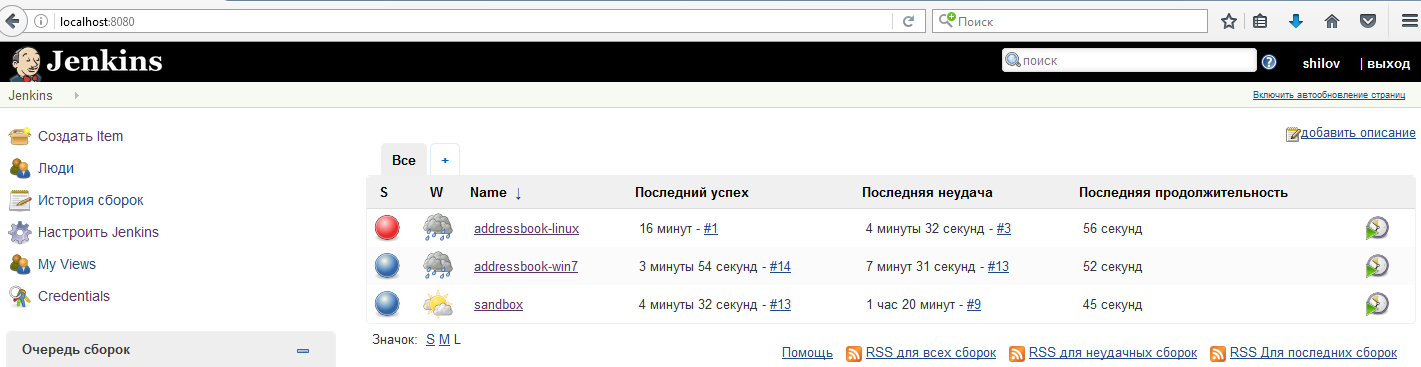 localhost:8080
Поиск
Jenkins
поиск
shilov
| выход
Jenkins
Включить автообновление страниц
Создать Item
Люди
История сборок
Настроить Jenkins
My Views
Credentials
Очередь сборок
добавить описание
Все +
S W Name ↓ Последний успех Последняя неудача Последняя продолжительность
addressbook-linux 16 минут - #1 4 минуты 32 секунд - #3 56 секунд
addressbook-win7 3 минуты 54 секунд - #14 7 минут 31 секунд - #13 52 секунд
sandbox 4 минуты 32 секунд - #13 1 час 20 минут - #9 45 секунд
Значок: S M L
Помощь RSS для всех сборок RSS для неудачных сборок RSS Для последних сборок